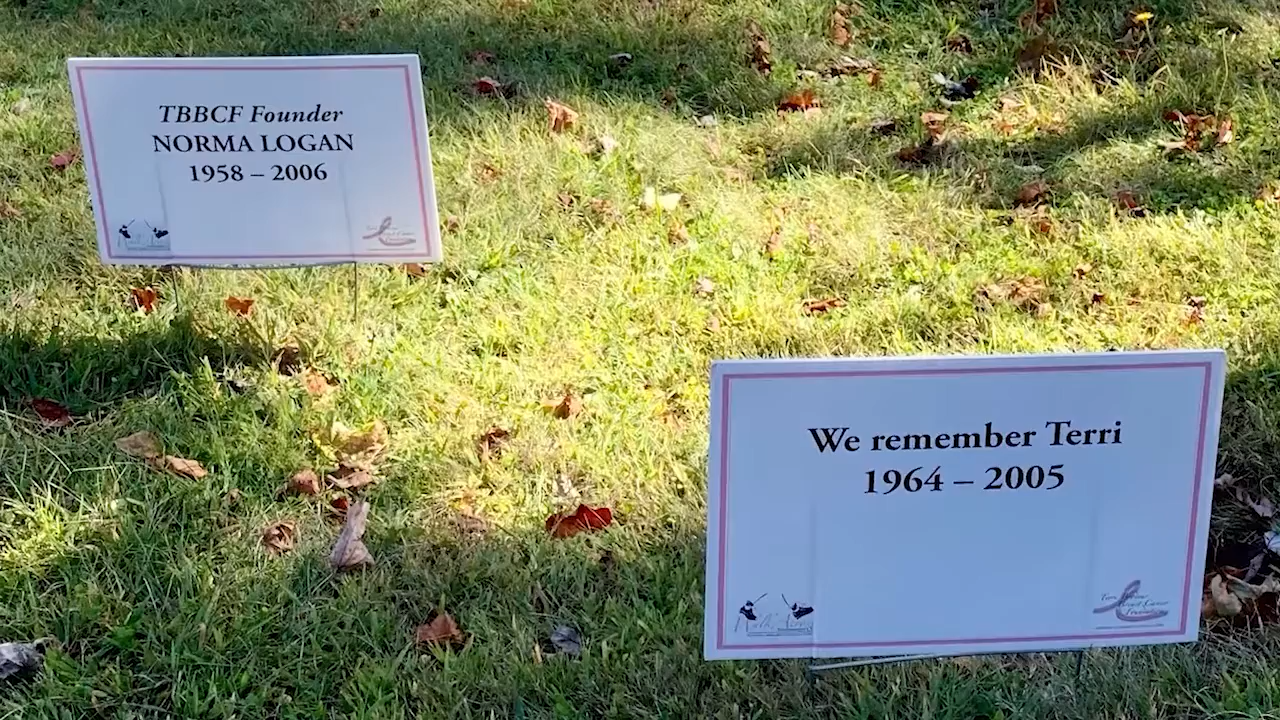 TBBCF Founder
NORMA LOGAN
1958 – 2006
We remember Terri
1964 – 2005